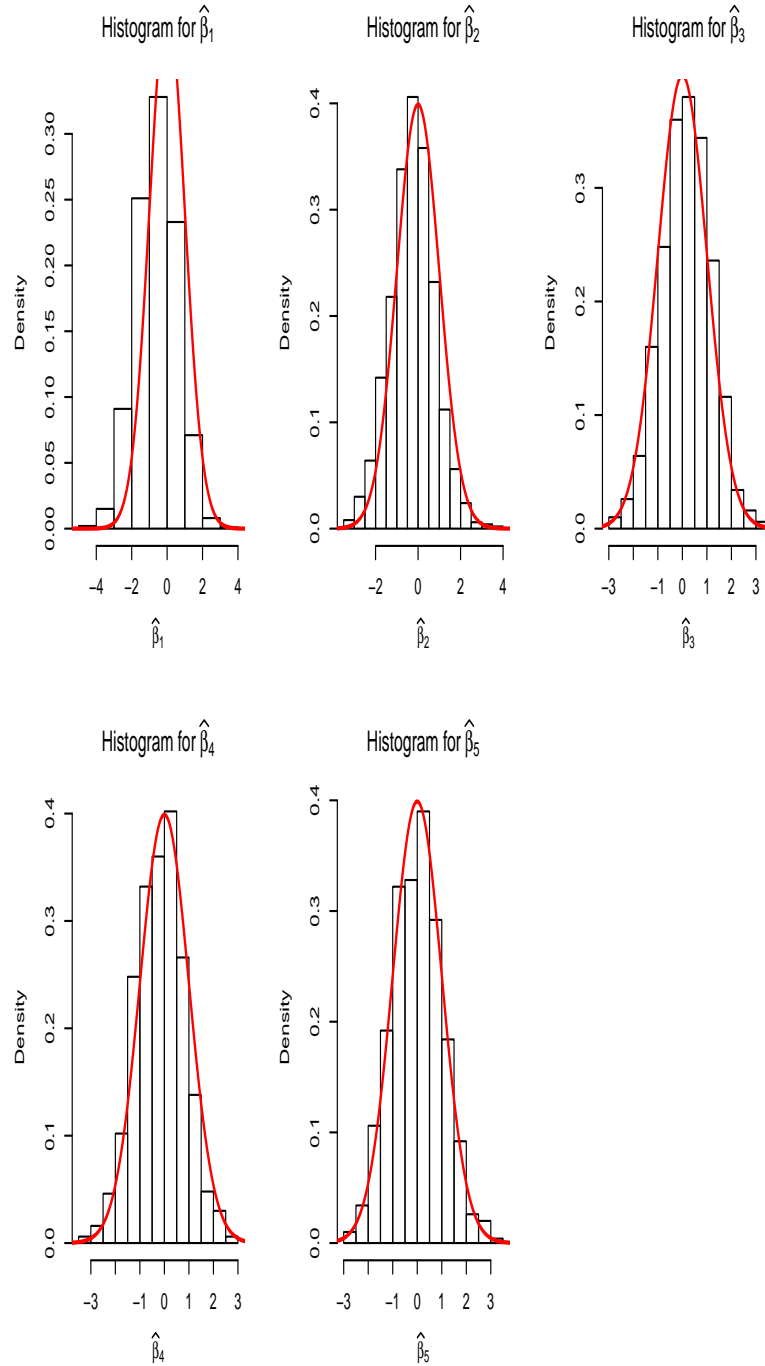 Histogram for β̂₁
Density
0.00 0.05 0.10 0.15 0.20 0.25 0.30
−4 −2 0 2 4
β̂₁
Histogram for β̂₂
Density
0.0 0.1 0.2 0.3 0.4
−2 0 2 4
β̂₂
Histogram for β̂₃
Density
0.0 0.1 0.2 0.3
−3 −1 0 1 2 3
β̂₃
Histogram for β̂₄
Density
0.0 0.1 0.2 0.3 0.4
−3 −1 0 1 2 3
β̂₄
Histogram for β̂₅
Density
0.0 0.1 0.2 0.3 0.4
−3 −1 0 1 2 3
β̂₅